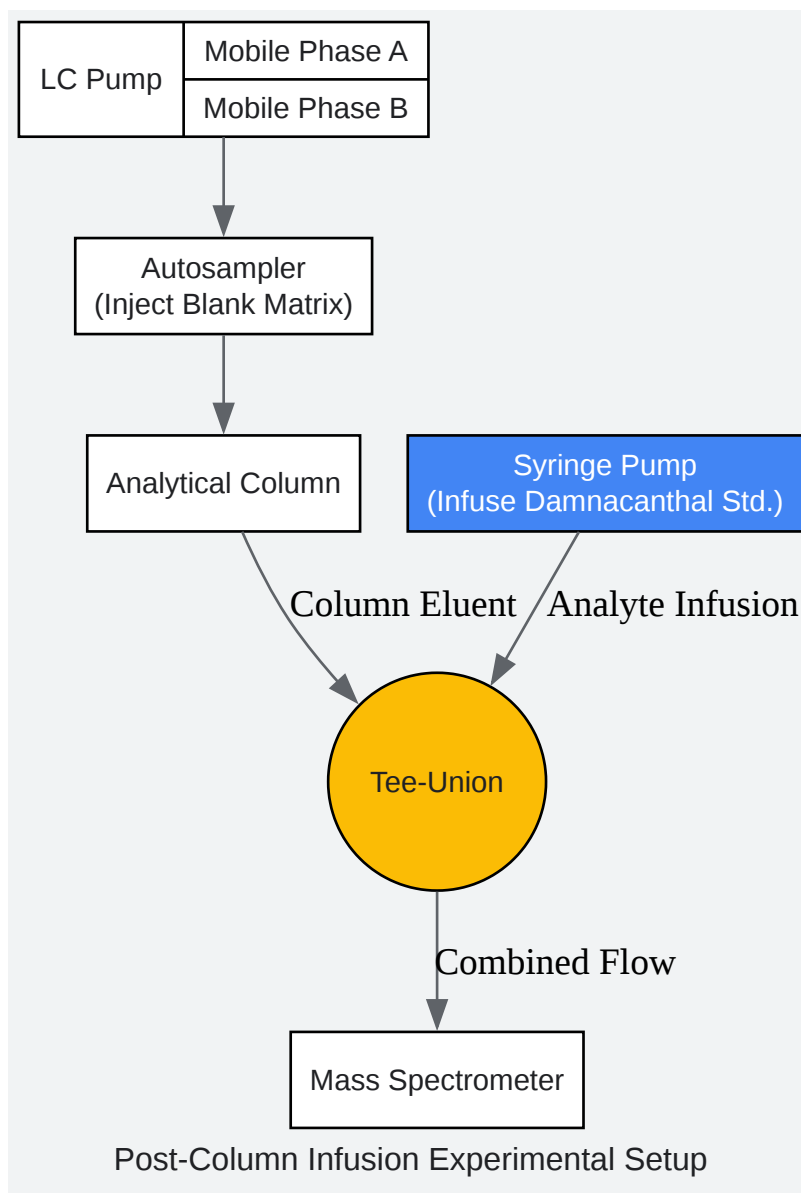 LC Pump
Mobile Phase A
Mobile Phase B
Autosampler
(Inject Blank Matrix)
Analytical Column
Syringe Pump
(Infuse Damnacanthal Std.)
Column Eluent
Analyte Infusion
Tee-Union
Combined Flow
Mass Spectrometer
Post-Column Infusion Experimental Setup